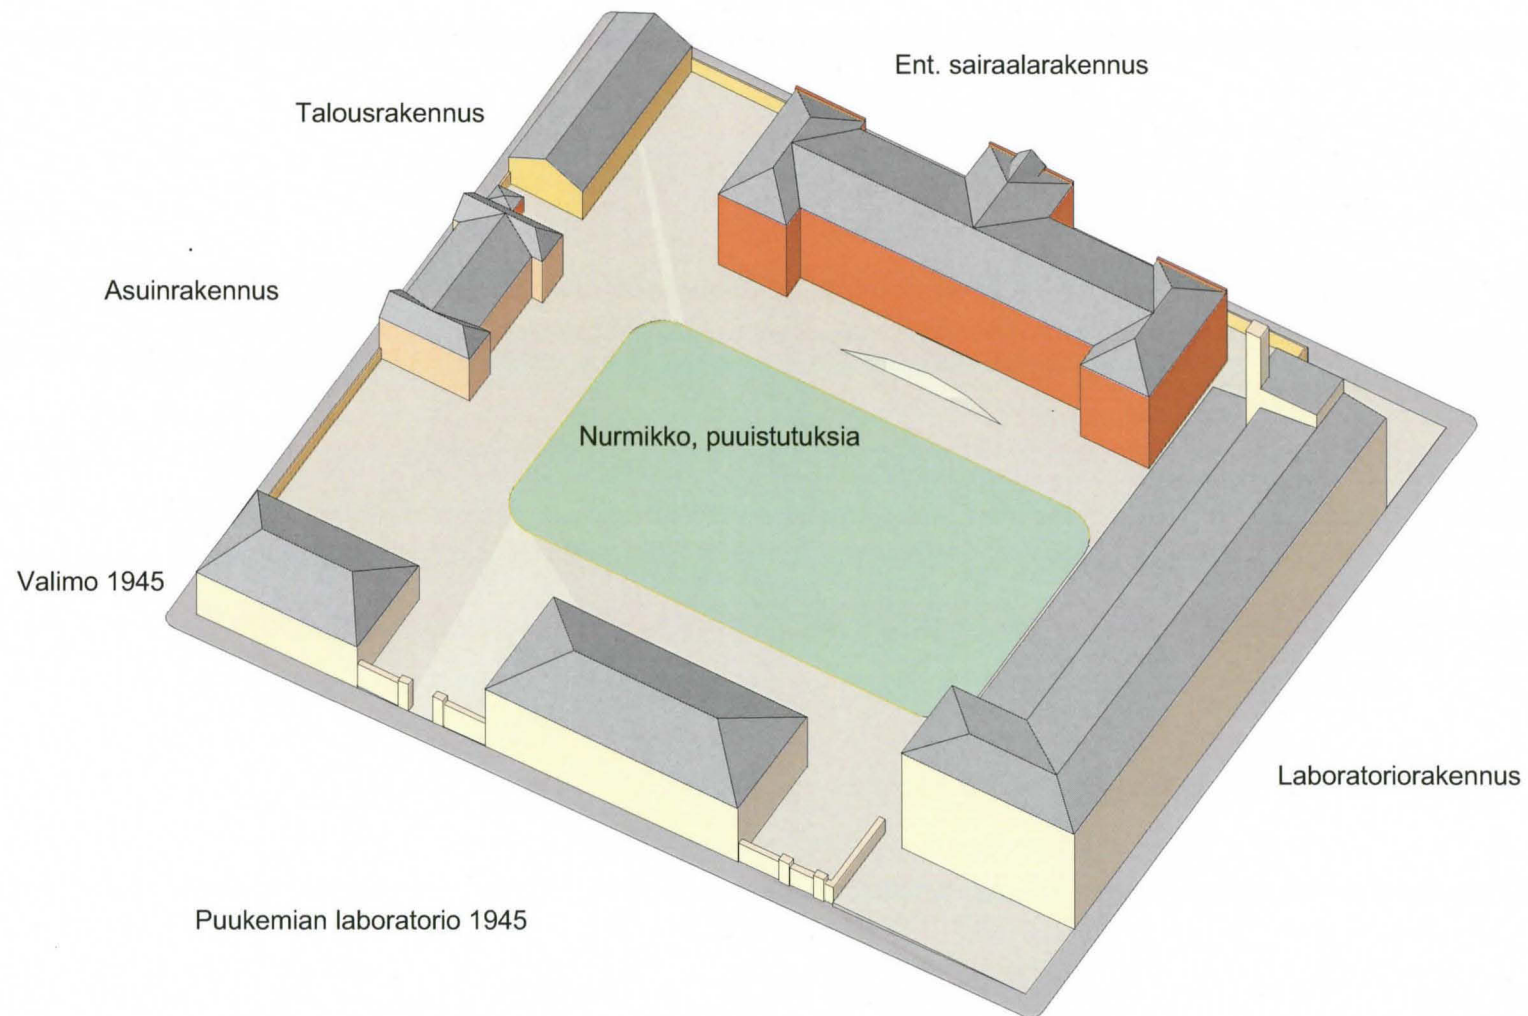 Ent. sairaalarakennus
Talousrakennus
Asuinrakennus
Nurmikko, puuistutuksia
Valimo 1945
Laboratoriorakennus
Puukemian laboratorio 1945